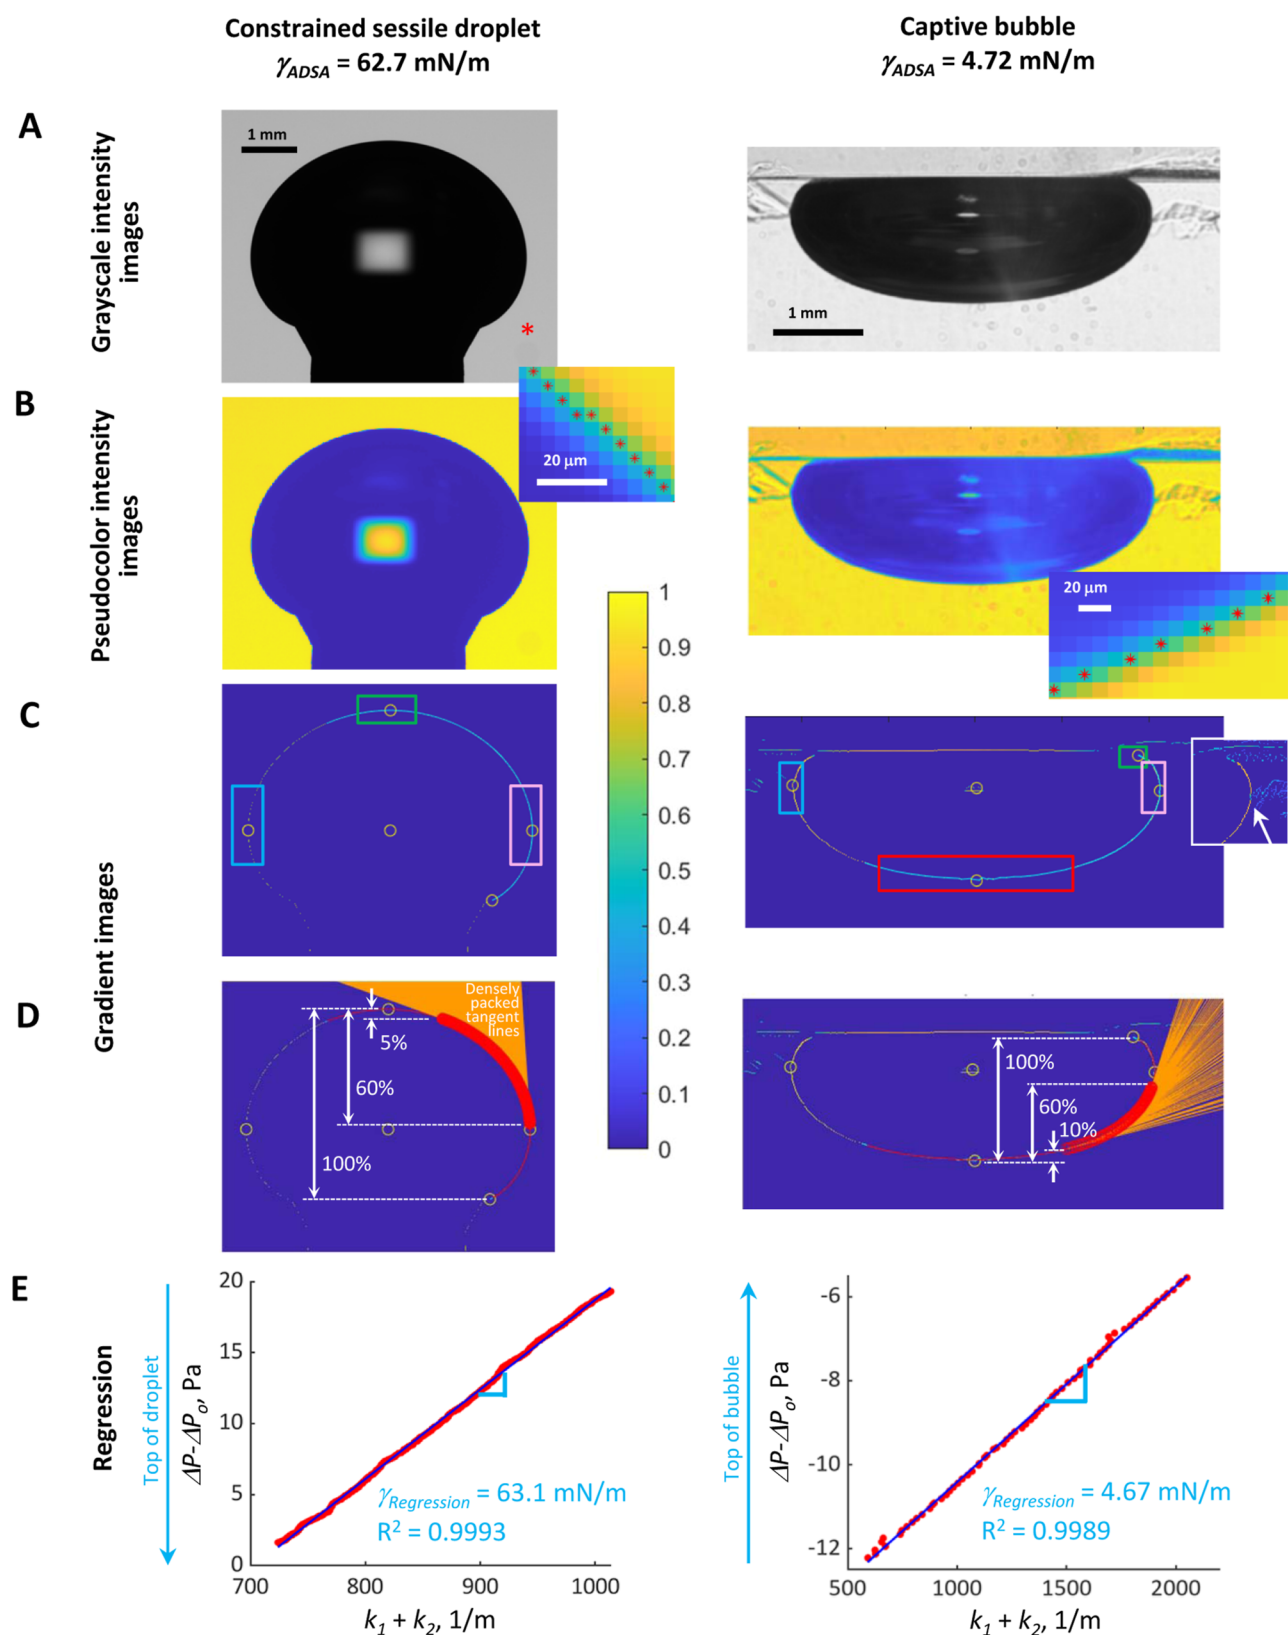 Constrained sessile droplet
γADSA = 62.7 mN/m
Captive bubble
γADSA = 4.72 mN/m
A
Grayscale intensity
images
1 mm
*
1 mm
B
Pseudocolor intensity
images
20 μm
20 μm
1
0.9
0.8
0.7
0.6
0.5
0.4
0.3
0.2
0.1
0
C
Gradient images
D
Densely
packed
tangent
lines
5%
60%
100%
100%
60%
10%
E
Regression
Top of droplet
ΔP-ΔPo, Pa
20
15
10
5
0
γRegression = 63.1 mN/m
R² = 0.9993
700
800
900
1000
k1 + k2, 1/m
Top of bubble
ΔP-ΔPo, Pa
-6
-8
-10
-12
γRegression = 4.67 mN/m
R² = 0.9989
500
1000
1500
2000
k1 + k2, 1/m